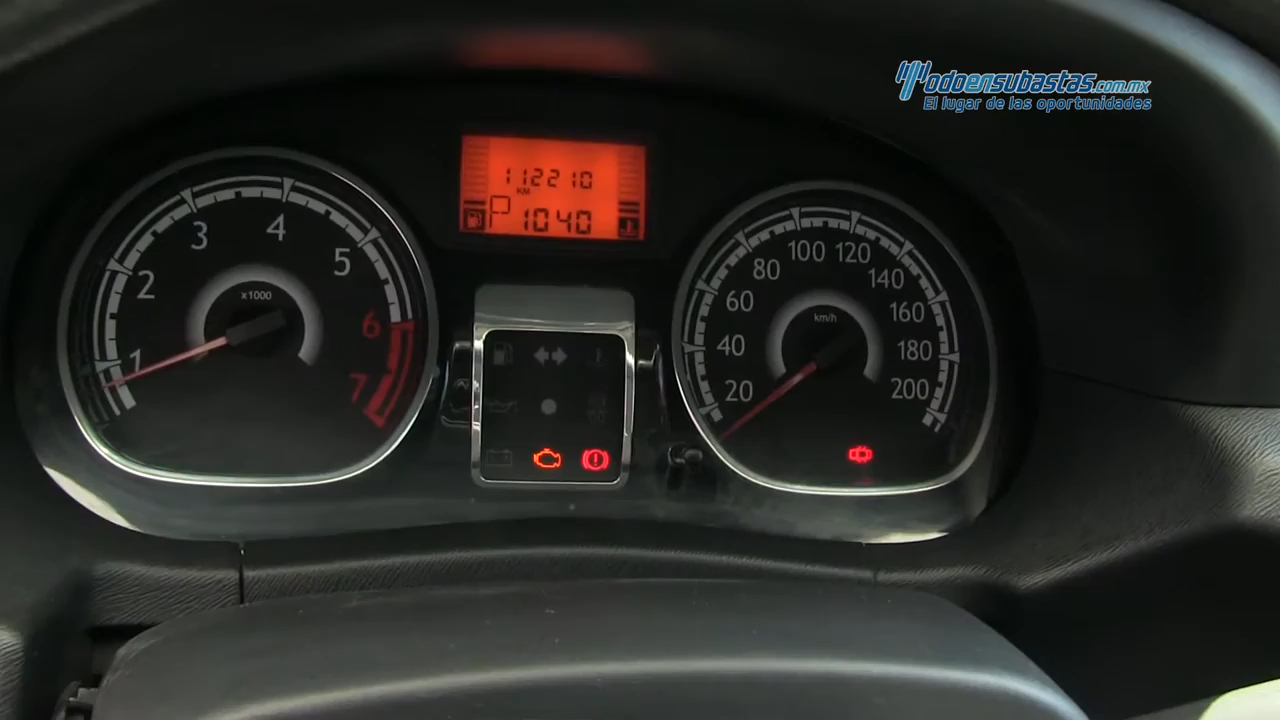 Todoensubastas.com.mx
El lugar de las oportunidades
112210
KM
P 1040
1 2 3 4 5 6 7
x1000
20 40 60 80 100 120 140 160 180 200
km/h